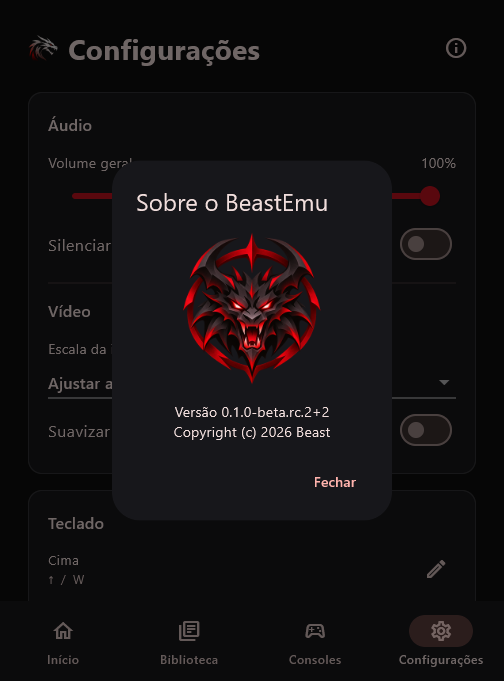 Configurações
Áudio
Volume geral
100%
Sobre o BeastEmu
Silenciar
Vídeo
Escala da
Ajustar a
Versão 0.1.0-beta.rc.2+2
Suavizar
Copyright (c) 2026 Beast
Fechar
Teclado
Cima
↑ / W
Início
Biblioteca
Consoles
Configurações